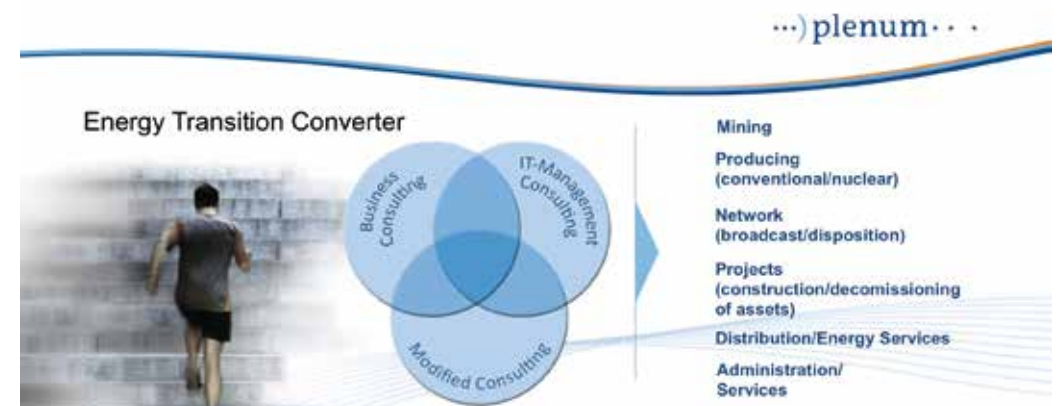 ···) plenum· · ·
Energy Transition Converter
Business
Consulting
IT-Management
Consulting
Modified Consulting
Mining
Producing
(conventional/nuclear)
Network
(broadcast/disposition)
Projects
(construction/decomissioning
of assets)
Distribution/Energy Services
Administration/
Services